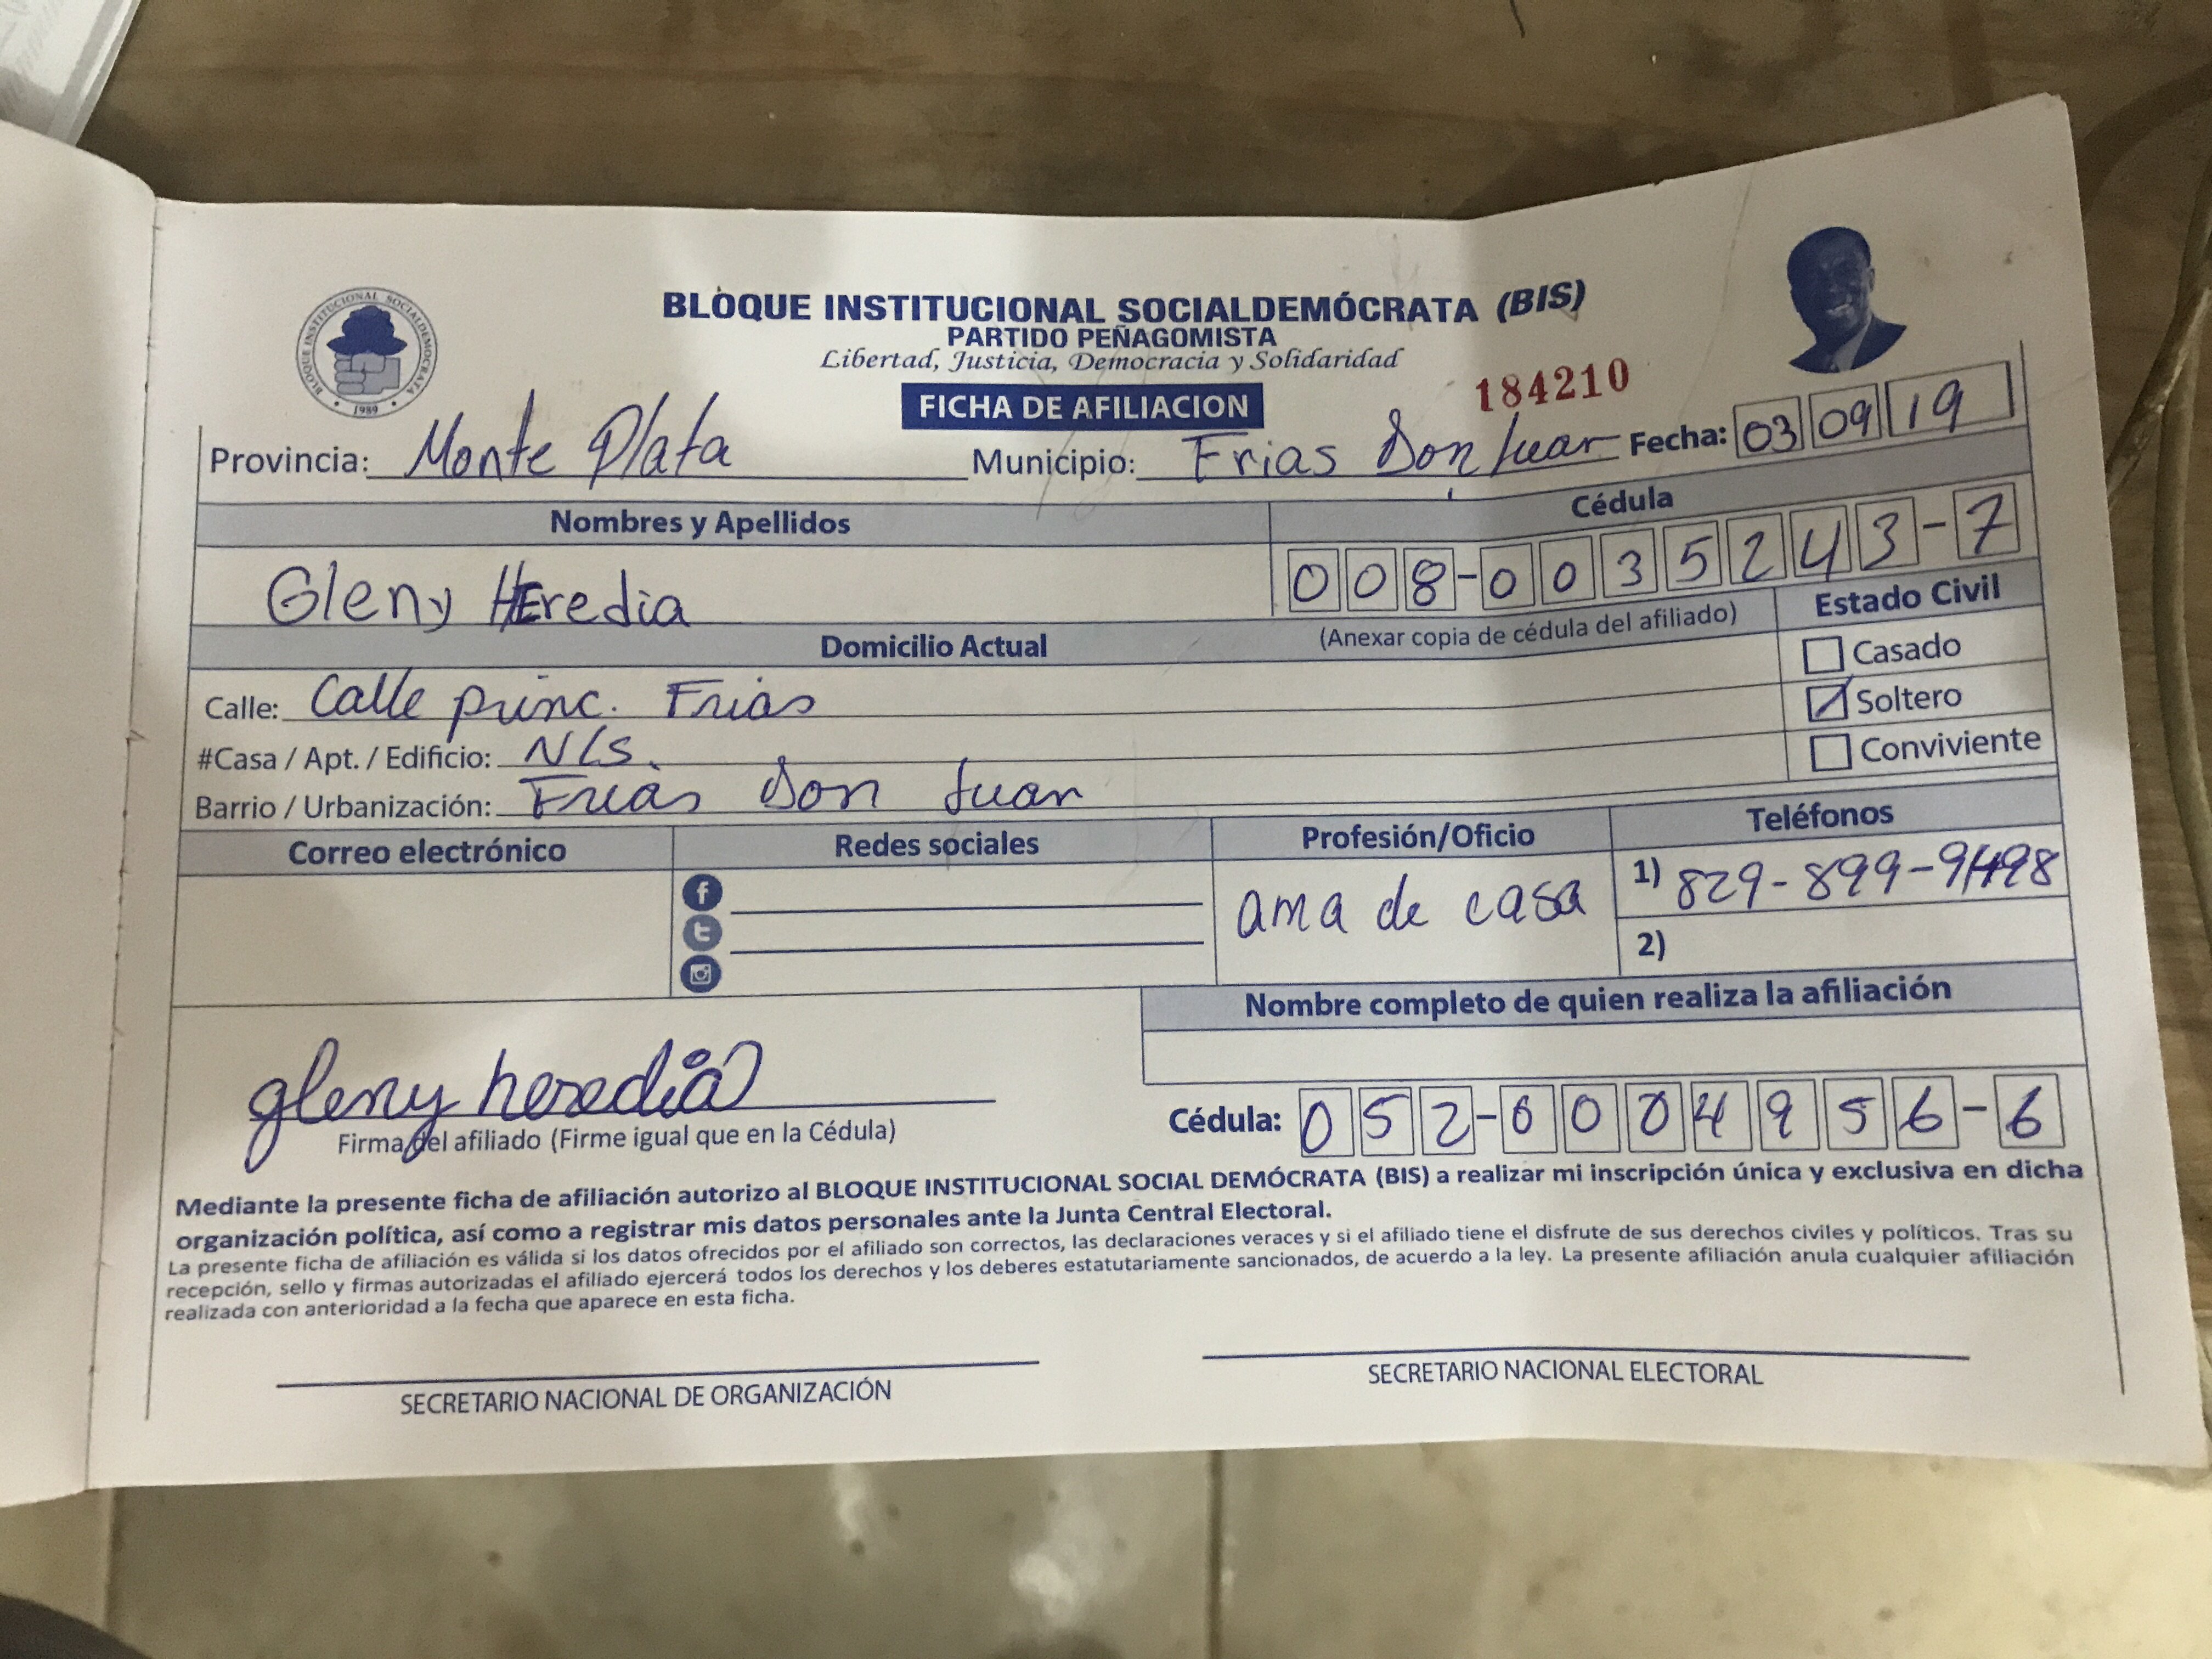 BLOQUE INSTITUCIONAL SOCIALDEMÓCRATA
1989
BLOQUE INSTITUCIONAL SOCIALDEMÓCRATA (BIS)
PARTIDO PEÑAGOMISTA
Libertad, Justicia, Democracia y Solidaridad
184210
FICHA DE AFILIACION
Provincia: Monte Plata Municipio: Frias Don Juan Fecha: 03 09 19
Nombres y Apellidos Cédula
Gleny HEredia 008-0035243-7
Domicilio Actual (Anexar copia de cédula del afiliado) Estado Civil
Casado
Calle: Calle princ. Frias
Soltero
#Casa / Apt. / Edificio: N/s.
Conviviente
Barrio / Urbanización: Frias Don Juan
Correo electrónico Redes sociales Profesión/Oficio Teléfonos
f
t
ama de casa
1) 829-899-9498
2)
Nombre completo de quien realiza la afiliación
gleny heredia
Cédula: 052-0004956-6
Firma del afiliado (Firme igual que en la Cédula)
Mediante la presente ficha de afiliación autorizo al BLOQUE INSTITUCIONAL SOCIAL DEMÓCRATA (BIS) a realizar mi inscripción única y exclusiva en dicha
organización política, así como a registrar mis datos personales ante la Junta Central Electoral.
La presente ficha de afiliación es válida si los datos ofrecidos por el afiliado son correctos, las declaraciones veraces y si el afiliado tiene el disfrute de sus derechos civiles y políticos. Tras su
recepción, sello y firmas autorizadas el afiliado ejercerá todos los derechos y los deberes estatutariamente sancionados, de acuerdo a la ley. La presente afiliación anula cualquier afiliación
realizada con anterioridad a la fecha que aparece en esta ficha.
SECRETARIO NACIONAL DE ORGANIZACIÓN
SECRETARIO NACIONAL ELECTORAL